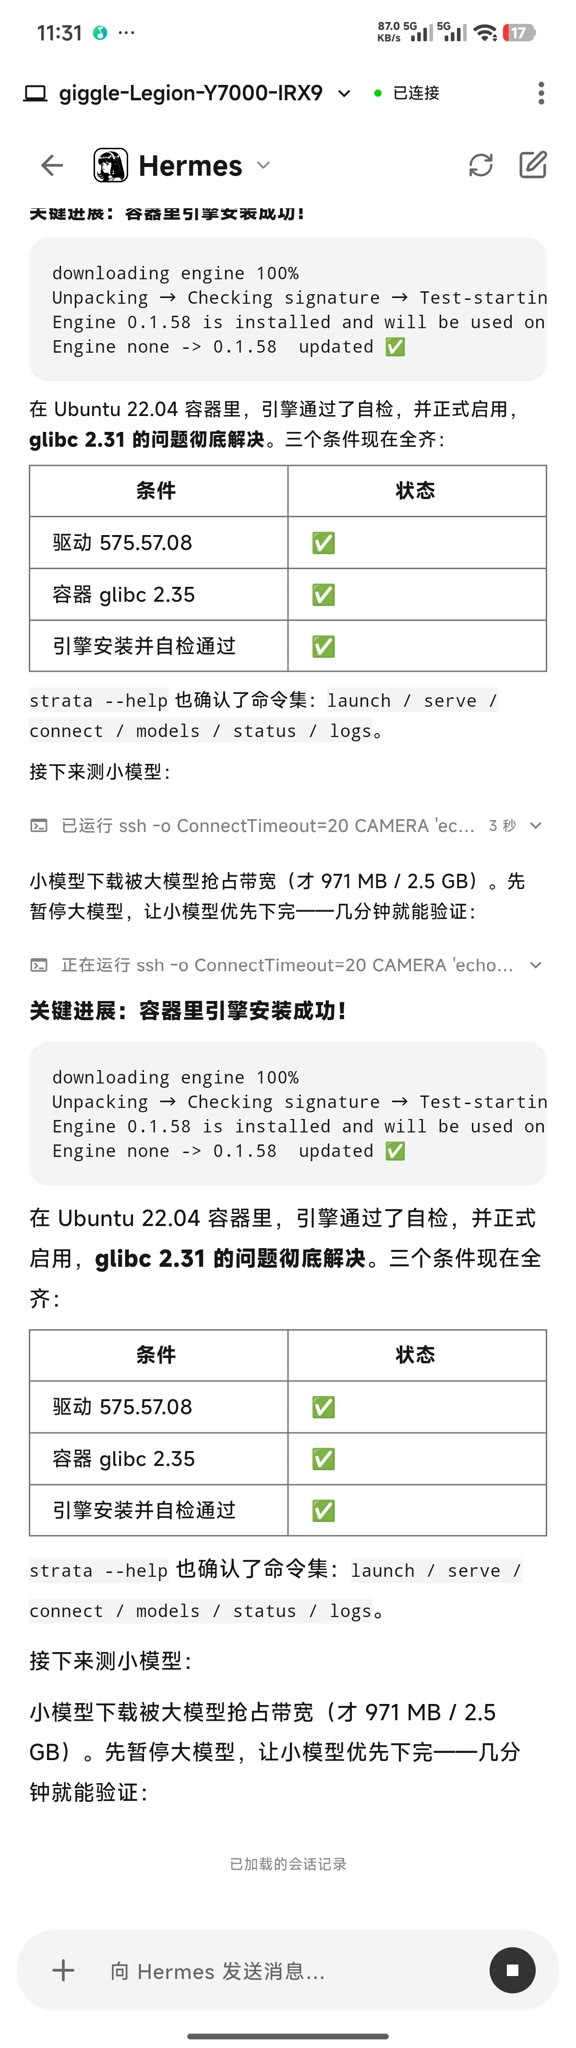 11:31 ···
87.0 KB/s 5G 5G 17
giggle-Legion-Y7000-IRX9 已连接
Hermes
关键进展：容器里引擎安装成功！
downloading engine 100%
Unpacking → Checking signature → Test-startin
Engine 0.1.58 is installed and will be used on
Engine none -> 0.1.58  updated ✅
在 Ubuntu 22.04 容器里，引擎通过了自检，并正式启用，
glibc 2.31 的问题彻底解决。三个条件现在全齐：
条件 状态
驱动 575.57.08 ✅
容器 glibc 2.35 ✅
引擎安装并自检通过 ✅
strata --help 也确认了命令集：launch / serve /
connect / models / status / logs。
接下来测小模型：
已运行 ssh -o ConnectTimeout=20 CAMERA 'ec... 3 秒
小模型下载被大模型抢占带宽（才 971 MB / 2.5 GB）。先
暂停大模型，让小模型优先下完——几分钟就能验证：
正在运行 ssh -o ConnectTimeout=20 CAMERA 'echo...
关键进展：容器里引擎安装成功！
downloading engine 100%
Unpacking → Checking signature → Test-startin
Engine 0.1.58 is installed and will be used on
Engine none -> 0.1.58  updated ✅
在 Ubuntu 22.04 容器里，引擎通过了自检，并正式
启用，glibc 2.31 的问题彻底解决。三个条件现在全
齐：
条件 状态
驱动 575.57.08 ✅
容器 glibc 2.35 ✅
引擎安装并自检通过 ✅
strata --help 也确认了命令集：launch / serve /
connect / models / status / logs。
接下来测小模型：
小模型下载被大模型抢占带宽（才 971 MB / 2.5
GB）。先暂停大模型，让小模型优先下完——几分
钟就能验证：
已加载的会话记录
向 Hermes 发送消息...